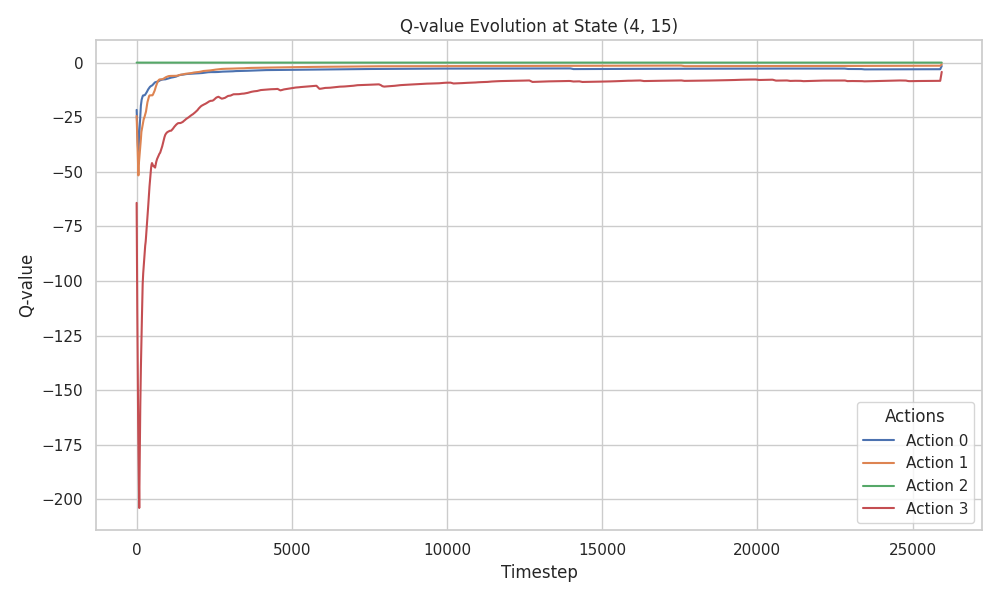 Q-value Evolution at State (4, 15)
Q-value
0
−25
−50
−75
−100
−125
−150
−175
−200
0
5000
10000
15000
20000
25000
Timestep
Actions
Action 0
Action 1
Action 2
Action 3